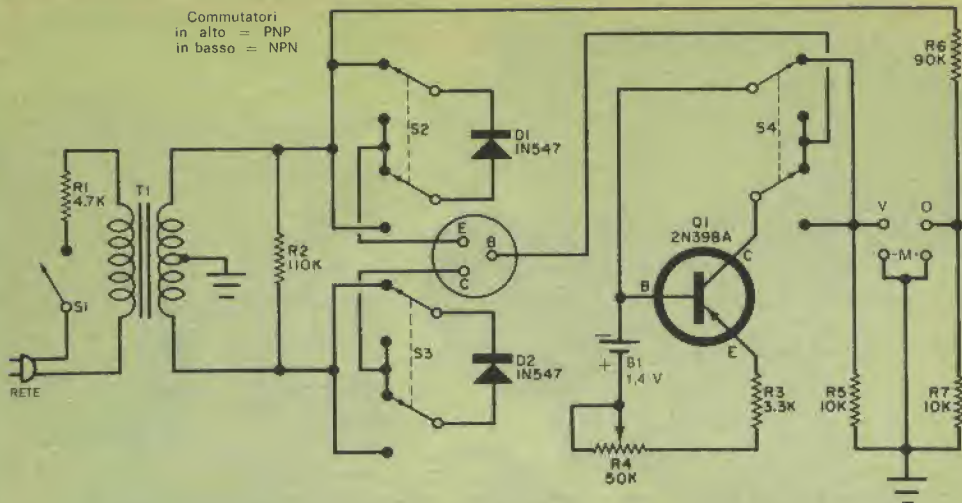 Commutatori
in alto = PNP
in basso = NPN
R6
90K
S2
D1
1N547
S4
R1
4.7K
T1
R2
110K
E
B
C
Q1
2N398A
V
O
C
-M-
B
S1
S3
E
D2
1N547
+
B1
1,4 V
R3
3.3K
R5
10K
R7
10K
RETE
R4
50K